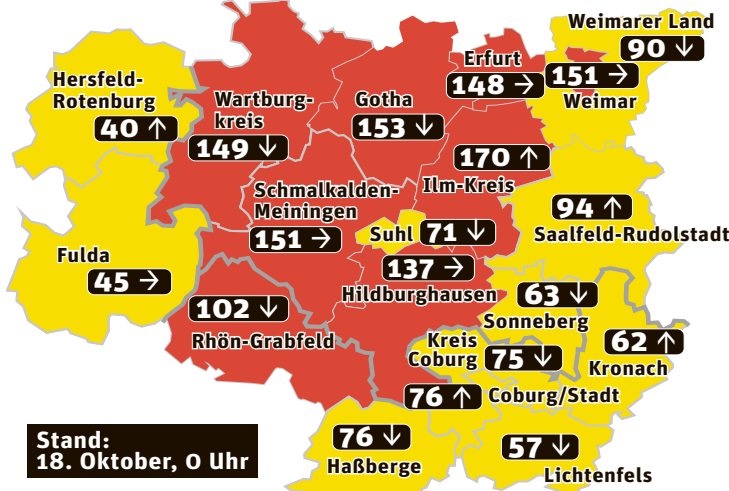 Weimarer Land
90 ↓
Erfurt
148 →
151 →
Weimar
Hersfeld-
Rotenburg
40 ↑
Wartburg-
kreis
149 ↓
Gotha
153 ↓
170 ↑
Ilm-Kreis
Schmalkalden-
Meiningen
151 →
94 ↑
Saalfeld-Rudolstadt
Suhl 71 ↓
Fulda
45 →
137 →
Hildburghausen
102 ↓
Rhön-Grabfeld
63 ↓
Sonneberg
62 ↑
Kronach
Kreis
Coburg 75 ↓
76 ↑ Coburg/Stadt
76 ↓
Haßberge
57 ↓
Lichtenfels
Stand:
18. Oktober, 0 Uhr